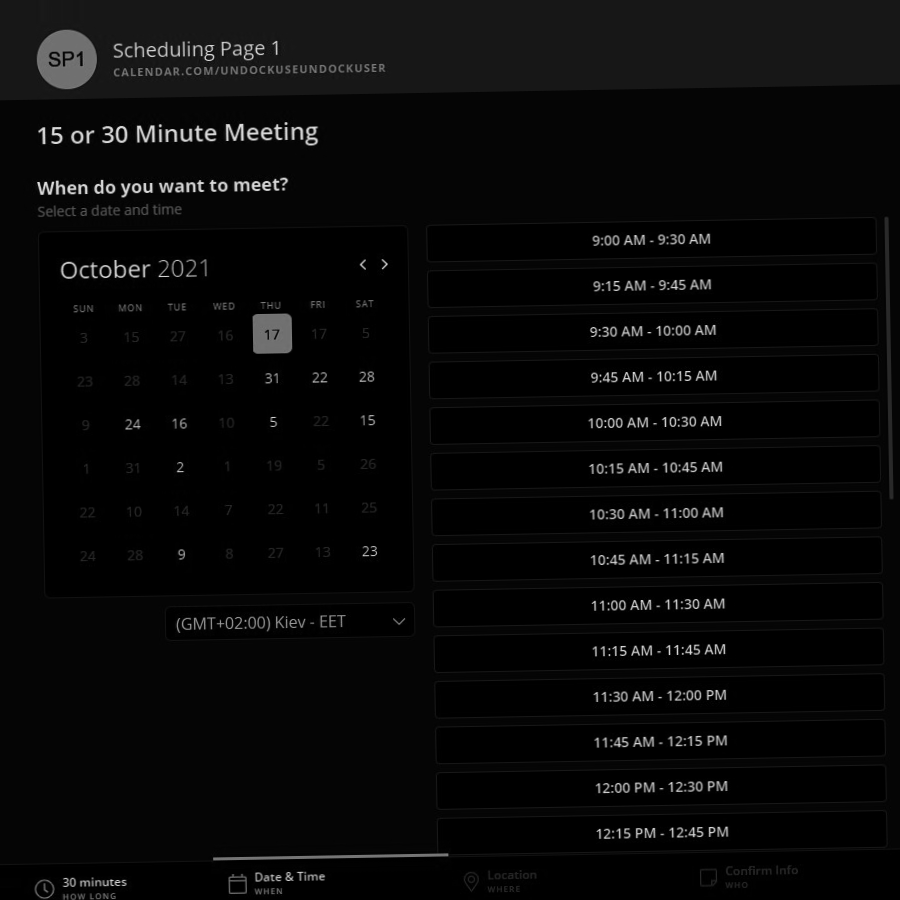 SP1
Scheduling Page 1
CALENDAR.COM/UNDOCKUSEUNDOCKUSER
15 or 30 Minute Meeting
When do you want to meet?
Select a date and time
October 2021
SUN MON TUE WED THU FRI SAT
3 15 27 16 17 17 5
23 28 14 13 31 22 28
9 24 16 10 5 22 15
1 31 2 1 19 5 26
22 10 14 7 22 11 25
24 28 9 8 27 13 23
(GMT+02:00) Kiev - EET
9:00 AM - 9:30 AM
9:15 AM - 9:45 AM
9:30 AM - 10:00 AM
9:45 AM - 10:15 AM
10:00 AM - 10:30 AM
10:15 AM - 10:45 AM
10:30 AM - 11:00 AM
10:45 AM - 11:15 AM
11:00 AM - 11:30 AM
11:15 AM - 11:45 AM
11:30 AM - 12:00 PM
11:45 AM - 12:15 PM
12:00 PM - 12:30 PM
12:15 PM - 12:45 PM
30 minutes
HOW LONG
Date & Time
WHEN
Location
WHERE
Confirm Info
WHO